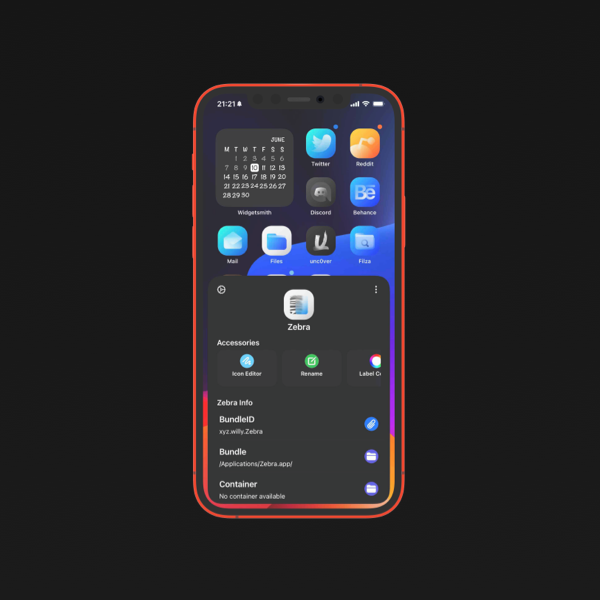 21:21
JUNE
M T W T F S S
1 2 3 4 5 6
7 8 9 10 11 12 13
14 15 16 17 18 19 20
21 22 23 24 25 26 27
28 29 30
Widgetsmith
Twitter
Reddit
Bē
Discord
Behance
Mail
Files
unc0ver
Filza
Zebra
Accessories
Icon Editor
Rename
Label C
Zebra Info
BundleID
xyz.willy.Zebra
Bundle
/Applications/Zebra.app/
Container
No container available